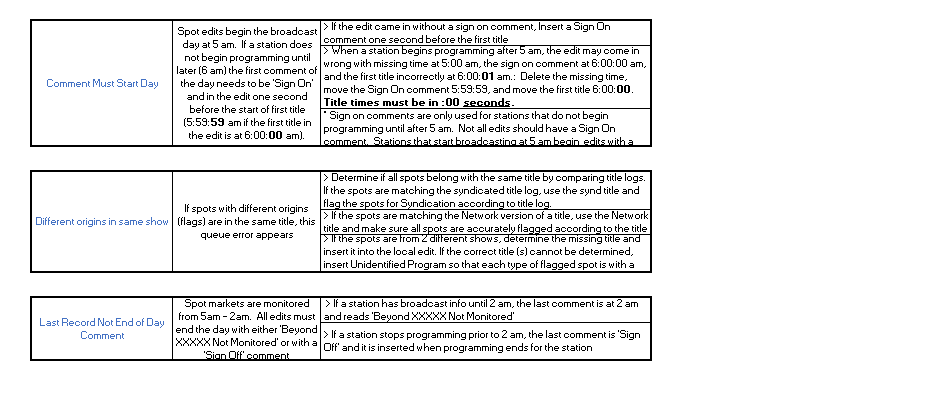 Comment Must Start Day
Spot edits begin the broadcast
day at 5 am. If a station does
not begin programming until
later (6 am) the first comment of
the day needs to be 'Sign On'
and in the edit one second
before the start of first title
(5:59:59 am if the first title in
the edit is at 6:00:00 am).
> If the edit came in without a sign on comment, Insert a Sign On
comment one second before the first title
> When a station begins programming after 5 am, the edit may come in
wrong with missing time at 5:00 am, the sign on comment at 6:00:00 am,
and the first title incorrectly at 6:00:01 am.: Delete the missing time,
move the Sign On comment 5:59:59, and move the first title 6:00:00.
Title times must be in :00 seconds.
* Sign on comments are only used for stations that do not begin
programming until after 5 am. Not all edits should have a Sign On
comment. Stations that start broadcasting at 5 am begin edits with a
Different origins in same show
If spots with different origins
(flags) are in the same title, this
queue error appears
> Determine if all spots belong with the same title by comparing title logs.
If the spots are matching the syndicated title log, use the synd title and
flag the spots for Syndication according to title log.
> If the spots are matching the Network version of a title, use the Network
title and make sure all spots are accurately flagged according to the title
> If the spots are from 2 different shows, determine the missing title and
insert it into the local edit. If the correct title (s) cannot be determined,
insert Unidentified Program so that each type of flagged spot is with a
Last Record Not End of Day
Comment
Spot markets are monitored
from 5am - 2am. All edits must
end the day with either 'Beyond
XXXXX Not Monitored' or with a
'Sign Off' comment
> If a station has broadcast info until 2 am, the last comment is at 2 am
and reads 'Beyond XXXXX Not Monitored'
> If a station stops programming prior to 2 am, the last comment is 'Sign
Off' and it is inserted when programming ends for the station